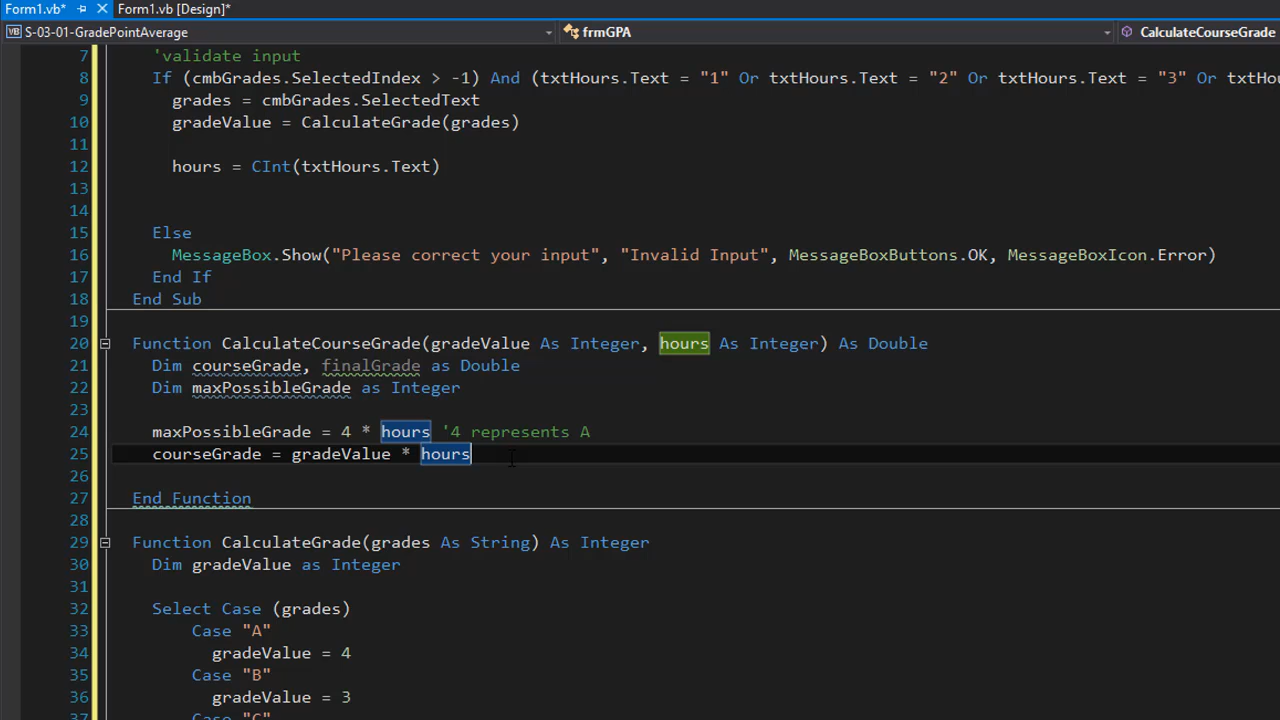 Form1.vb* Form1.vb [Design]*
S-03-01-GradePointAverage frmGPA CalculateCourseGrade
7 'validate input
8 If (cmbGrades.SelectedIndex > -1) And (txtHours.Text = "1" Or txtHours.Text = "2" Or txtHours.Text = "3" Or txtHo
9 grades = cmbGrades.SelectedText
10 gradeValue = CalculateGrade(grades)
11
12 hours = CInt(txtHours.Text)
13
14
15 Else
16 MessageBox.Show("Please correct your input", "Invalid Input", MessageBoxButtons.OK, MessageBoxIcon.Error)
17 End If
18 End Sub
19
20 Function CalculateCourseGrade(gradeValue As Integer, hours As Integer) As Double
21 Dim courseGrade, finalGrade as Double
22 Dim maxPossibleGrade as Integer
23
24 maxPossibleGrade = 4 * hours '4 represents A
25 courseGrade = gradeValue * hours
26
27 End Function
28
29 Function CalculateGrade(grades As String) As Integer
30 Dim gradeValue as Integer
31
32 Select Case (grades)
33 Case "A"
34 gradeValue = 4
35 Case "B"
36 gradeValue = 3
37 Case "C"